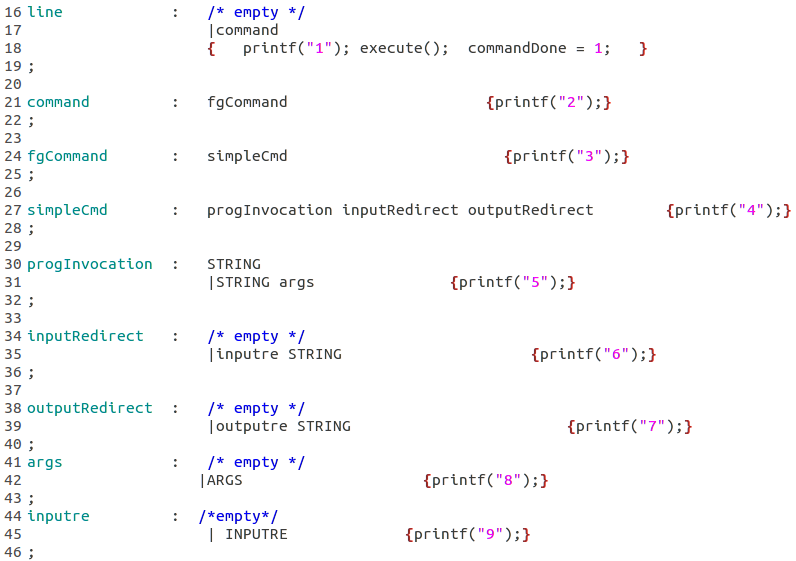 16 line : /* empty */
17 |command
18 { printf("1"); execute(); commandDone = 1; }
19 ;
20
21 command : fgCommand {printf("2");}
22 ;
23
24 fgCommand : simpleCmd {printf("3");}
25 ;
26
27 simpleCmd : progInvocation inputRedirect outputRedirect {printf("4");}
28 ;
29
30 progInvocation : STRING
31 |STRING args {printf("5");}
32 ;
33
34 inputRedirect : /* empty */
35 |inputre STRING {printf("6");}
36 ;
37
38 outputRedirect : /* empty */
39 |outputre STRING {printf("7");}
40 ;
41 args : /* empty */
42 |ARGS {printf("8");}
43 ;
44 inputre : /*empty*/
45 | INPUTRE {printf("9");}
46 ;